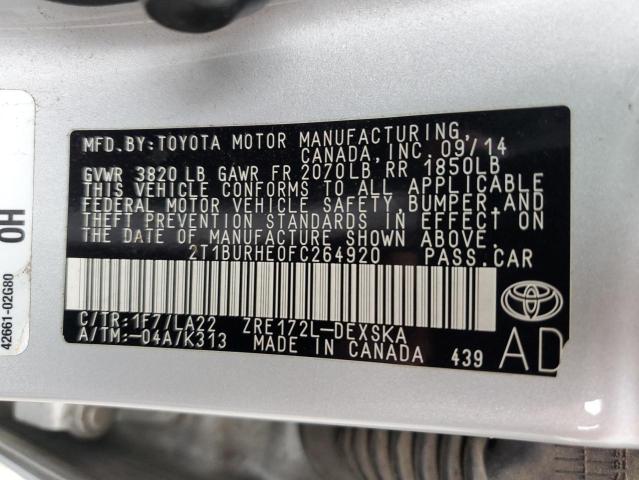 MFD.BY:TOYOTA MOTOR MANUFACTURING,
CANADA, INC. 09/14
GVWR 3820 LB GAWR FR 2070LB RR 1850LB
THIS VEHICLE CONFORMS TO ALL APPLICABLE
FEDERAL MOTOR VEHICLE SAFETY, BUMPER AND
THEFT PREVENTION STANDARDS IN EFFECT ON
THE DATE OF MANUFACTURE SHOWN ABOVE.
2T1BURHE0FC264920 PASS.CAR
C/TR:1F7/LA22 ZRE172L-DEXSKA
A/TM:-04A/K313 MADE IN CANADA 439
AD
OH
42661-02G80